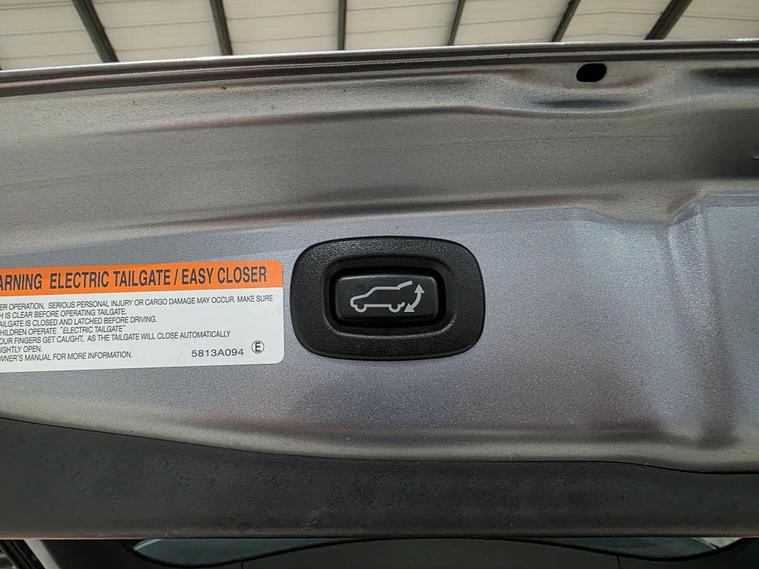 ARNING ELECTRIC TAILGATE / EASY CLOSER
ER OPERATION, SERIOUS PERSONAL INJURY OR CARGO DAMAGE MAY OCCUR. MAKE SURE
H IS CLEAR BEFORE OPERATING TAILGATE.
AILGATE IS CLOSED AND LATCHED BEFORE DRIVING.
HILDREN OPERATE "ELECTRIC TAILGATE"
OUR FINGERS GET CAUGHT, AS THE TAILGATE WILL CLOSE AUTOMATICALLY
IGHTLY OPEN.
WNER'S MANUAL FOR MORE INFORMATION.
5813A094 Ⓔ